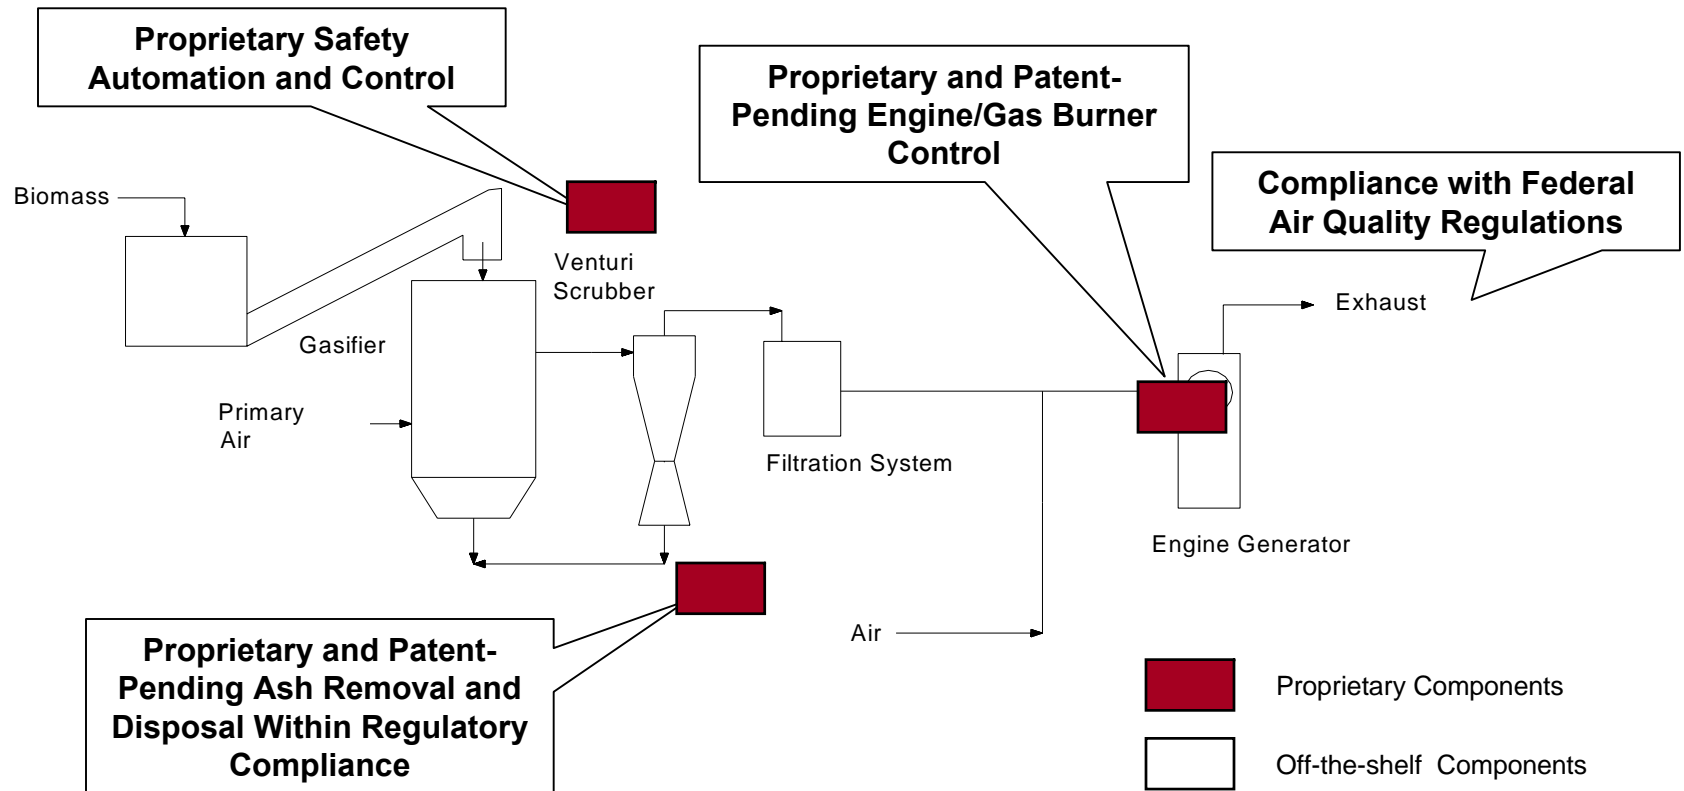 Proprietary Safety
Automation and Control
Proprietary and Patent-
Pending Engine/Gas Burner
Control
Compliance with Federal
Air Quality Regulations
Biomass
Venturi
Scrubber
Exhaust
Gasifier
Primary
Air
Filtration System
Engine Generator
Air
Proprietary and Patent-
Pending Ash Removal and
Disposal Within Regulatory
Compliance
Proprietary Components
Off-the-shelf Components